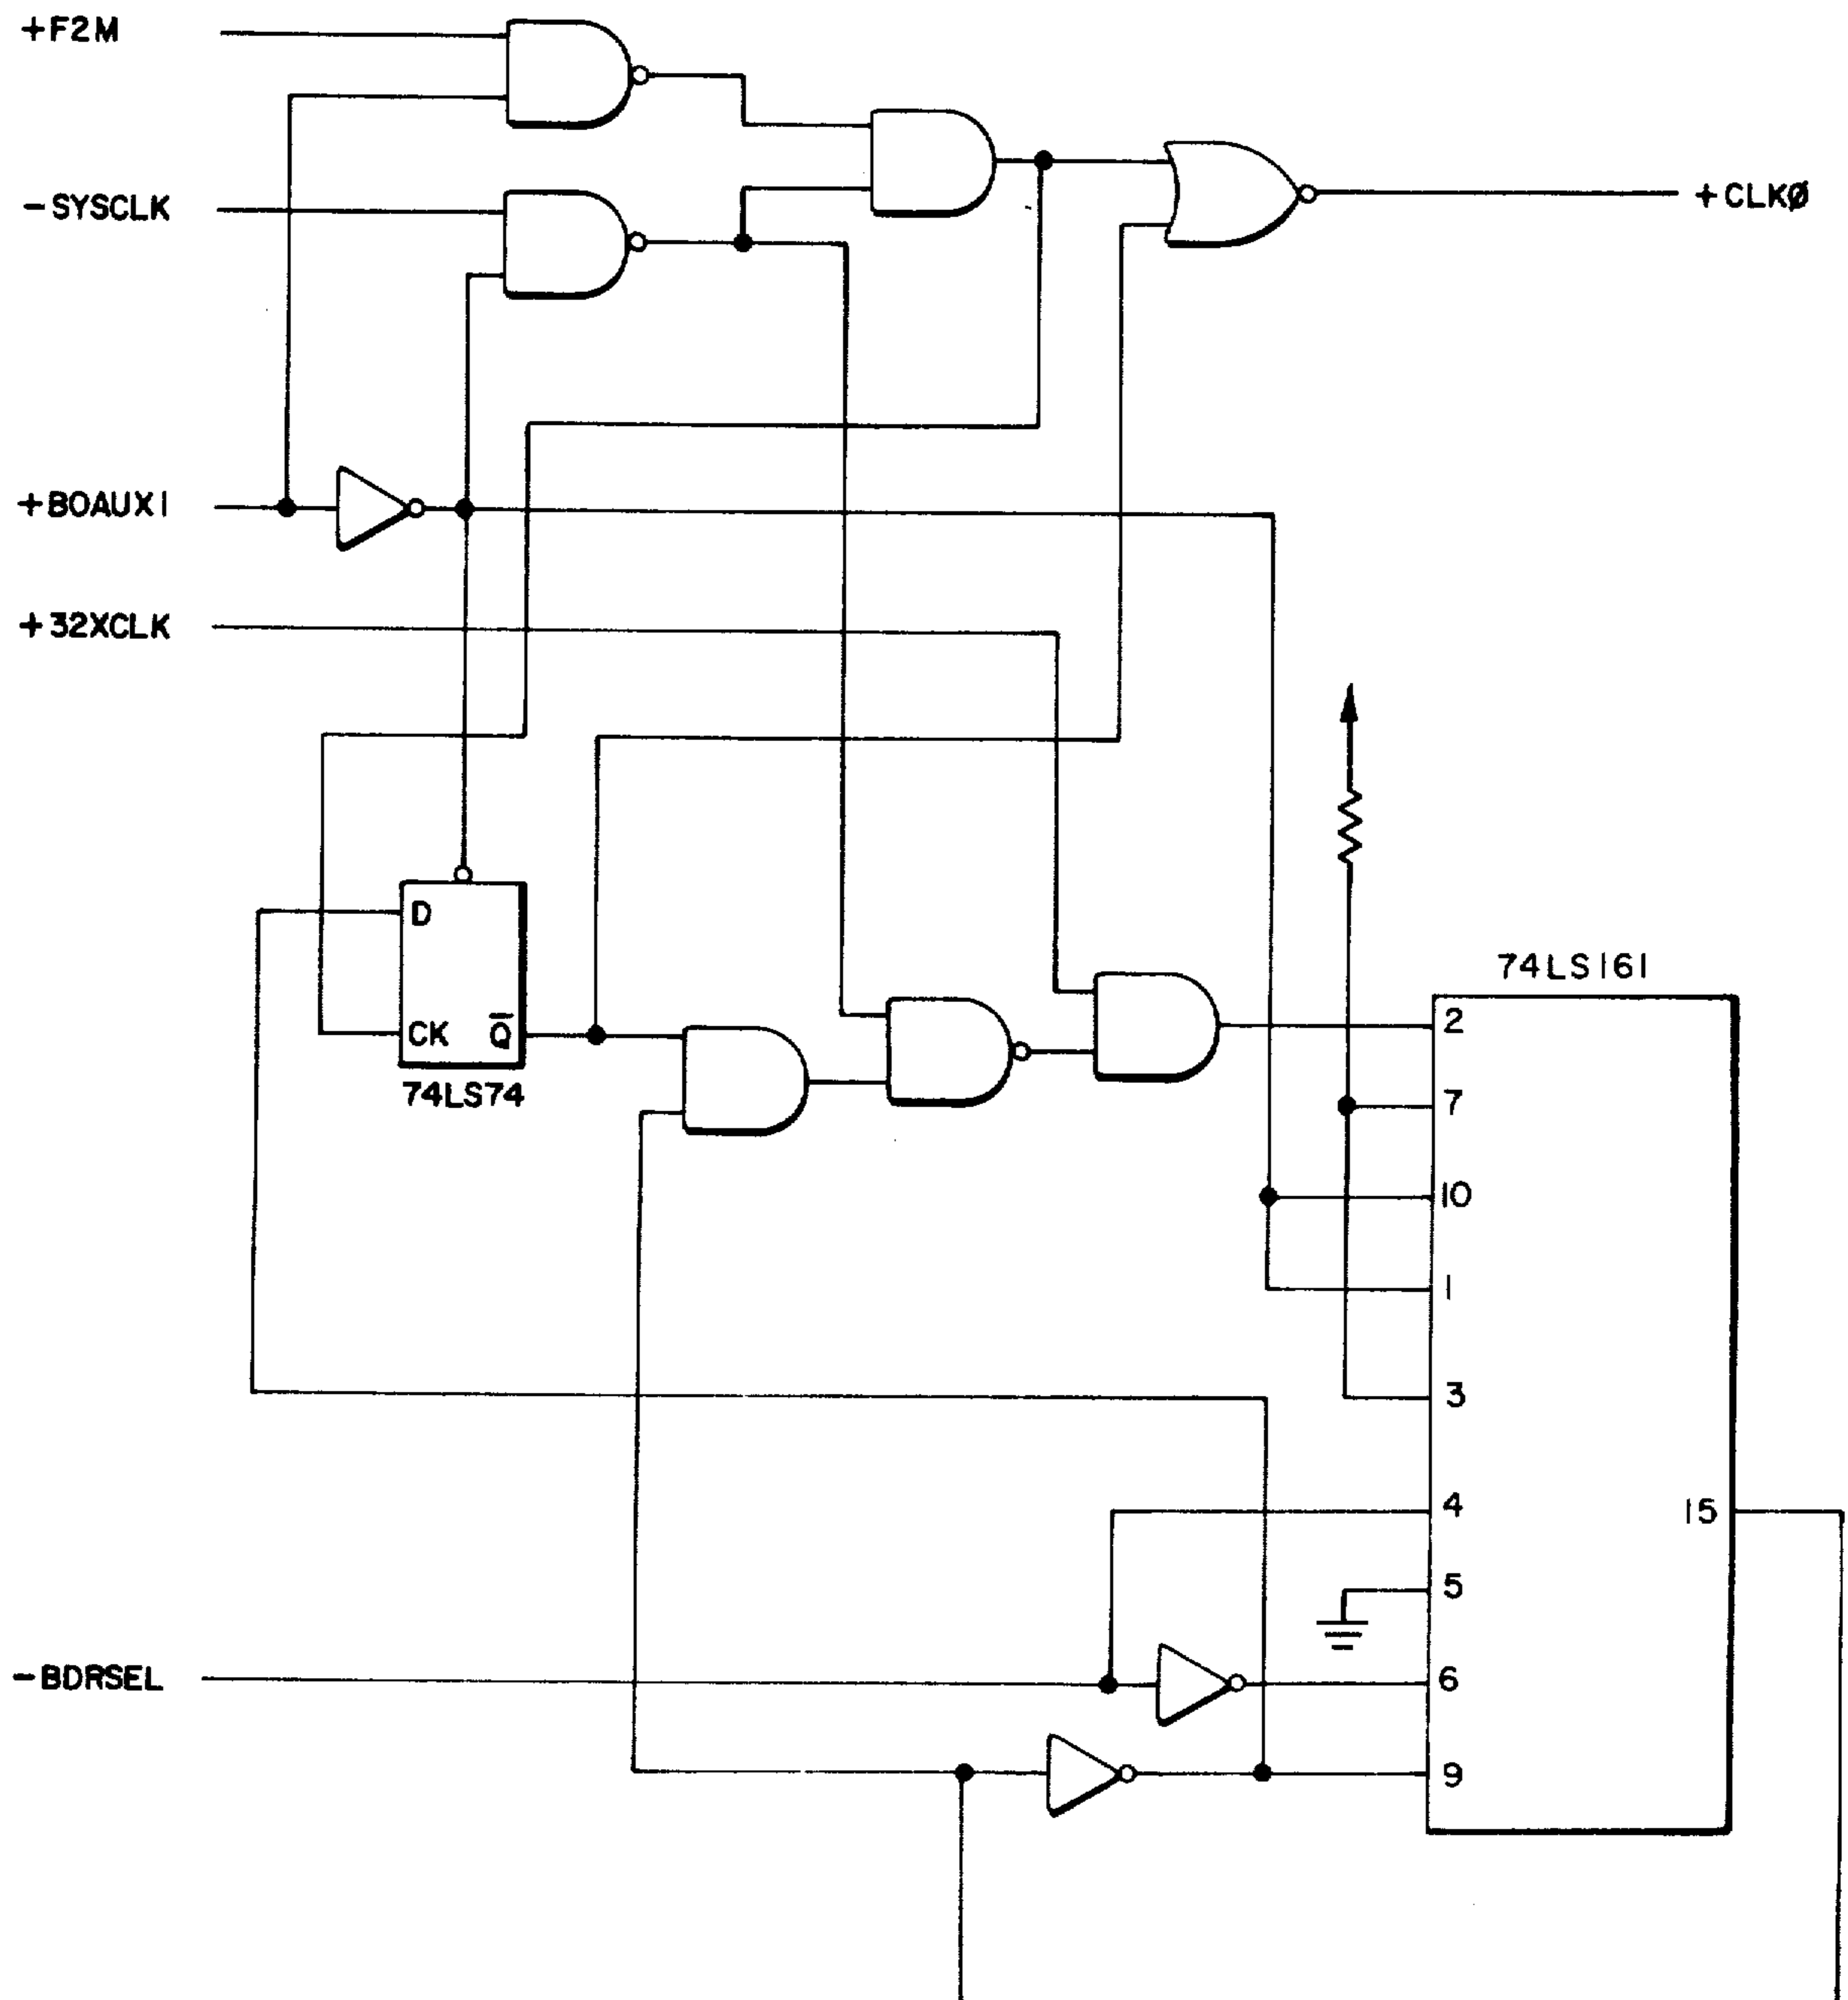 +F2M
-SYSCLK
+CLKØ
+BOAUX1
+32XCLK
D
CK Q̅
74LS74
74LS161
2
7
10
1
3
4
15
5
-BDRSEL
6
9